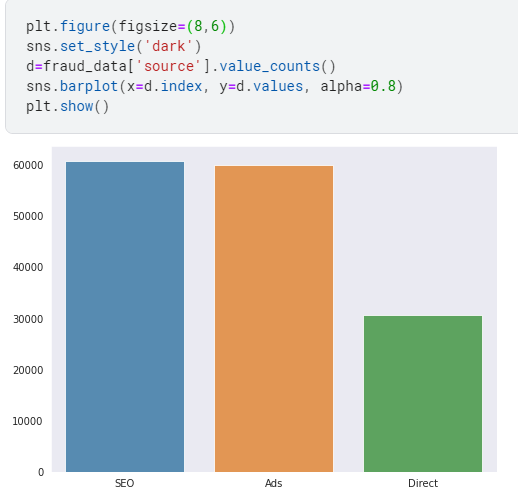 plt.figure(figsize=(8,6))
sns.set_style('dark')
d=fraud_data['source'].value_counts()
sns.barplot(x=d.index, y=d.values, alpha=0.8)
plt.show()
60000
50000
40000
30000
20000
10000
0
SEO Ads Direct